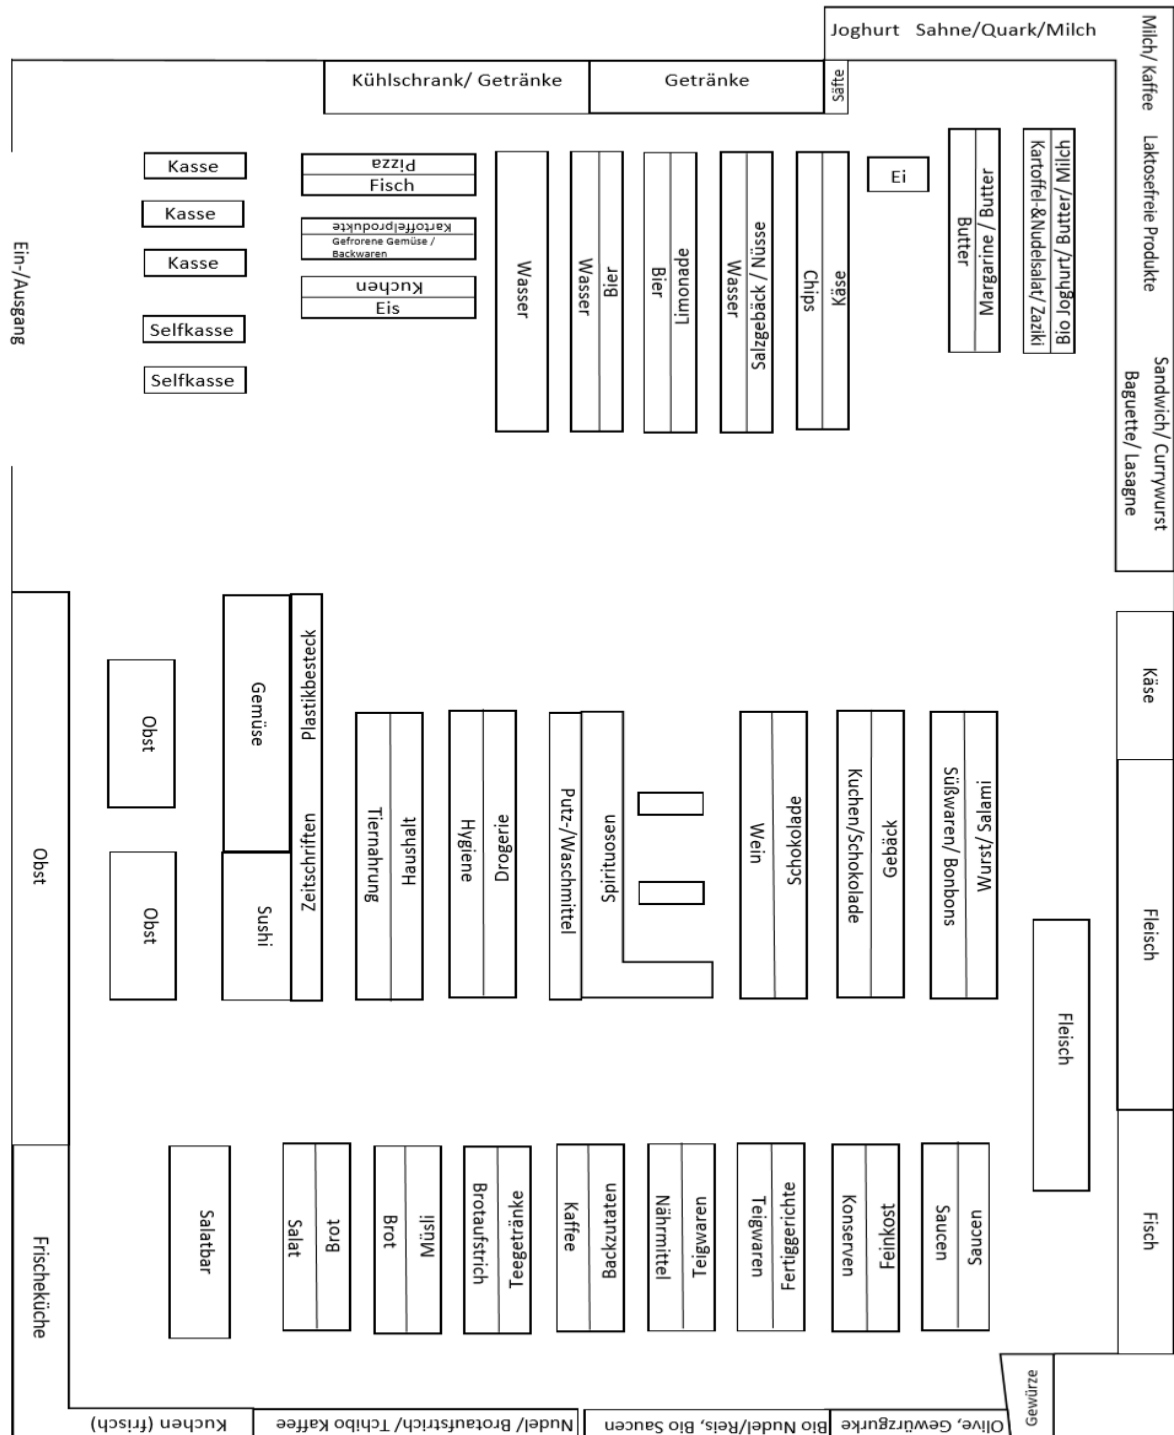 Joghurt Sahne/Quark/Milch
Milch/ Kaffee
Laktosefreie Produkte
Sandwich/ Currywurst
Baguette/ Lasagne
Kühlschrank/ Getränke
Getränke
Säfte
Ein-/Ausgang
Kasse
Kasse
Kasse
Selfkasse
Selfkasse
Pizza
Fisch
Kartoffelprodukte
Gefrorene Gemüse /
Backwaren
Kuchen
Eis
Wasser
Wasser
Bier
Bier
Limonade
Wasser
Salzgebäck / Nüsse
Chips
Käse
Ei
Butter
Margarine / Butter
Kartoffel-&Nudelsalat/ Zaziki
Bio Joghurt/ Butter/ Milch
Obst
Obst
Obst
Gemüse
Sushi
Plastikbesteck
Zeitschriften
Tiernahrung
Haushalt
Hygiene
Drogerie
Putz-/Waschmittel
Spirituosen
Wein
Schokolade
Kuchen/Schokolade
Gebäck
Süßwaren/ Bonbons
Wurst/ Salami
Käse
Fleisch
Fleisch
Fisch
Frischeküche
Salatbar
Salat
Brot
Brot
Müsli
Brotaufstrich
Teegetränke
Kaffee
Backzutaten
Nährmittel
Teigwaren
Teigwaren
Fertiggerichte
Konserven
Feinkost
Saucen
Saucen
Gewürze
Kuchen (frisch)
Nudel/ Brotaufstrich/ Tchibo Kaffee
Bio Nudel/Reis, Bio Saucen
Olive, Gewürzgurke